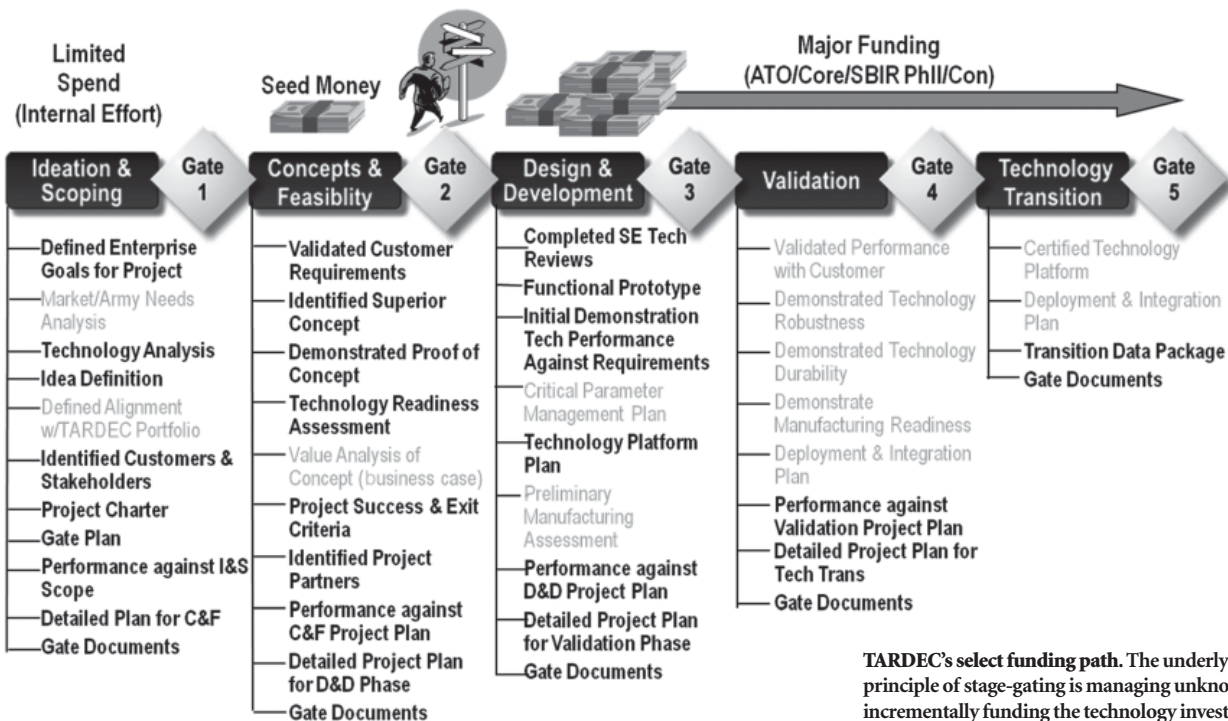 Limited
Spend
(Internal Effort)
Seed Money
Major Funding
(ATO/Core/SBIR PhII/Con)
Ideation &
Scoping
Gate
1
Concepts &
Feasiblity
Gate
2
Design &
Development
Gate
3
Validation
Gate
4
Technology
Transition
Gate
5
Defined Enterprise
Goals for Project
Market/Army Needs
Analysis
Technology Analysis
Idea Definition
Defined Alignment
w/TARDEC Portfolio
Identified Customers &
Stakeholders
Project Charter
Gate Plan
Performance against I&S
Scope
Detailed Plan for C&F
Gate Documents
Validated Customer
Requirements
Identified Superior
Concept
Demonstrated Proof of
Concept
Technology Readiness
Assessment
Value Analysis of
Concept (business case)
Project Success & Exit
Criteria
Identified Project
Partners
Performance against
C&F Project Plan
Detailed Project Plan
for D&D Phase
Gate Documents
Completed SE Tech
Reviews
Functional Prototype
Initial Demonstration
Tech Performance
Against Requirements
Critical Parameter
Management Plan
Technology Platform
Plan
Preliminary
Manufacturing
Assessment
Performance against
D&D Project Plan
Detailed Project Plan
for Validation Phase
Gate Documents
Validated Performance
with Customer
Demonstrated Technology
Robustness
Demonstrated Technology
Durability
Demonstrate
Manufacturing Readiness
Deployment & Integration
Plan
Performance against
Validation Project Plan
Detailed Project Plan for
Tech Trans
Gate Documents
Certified Technology
Platform
Deployment & Integration
Plan
Transition Data Package
Gate Documents
TARDEC's select funding path. The underly
principle of stage-gating is managing unkno
incrementally funding the technology invest